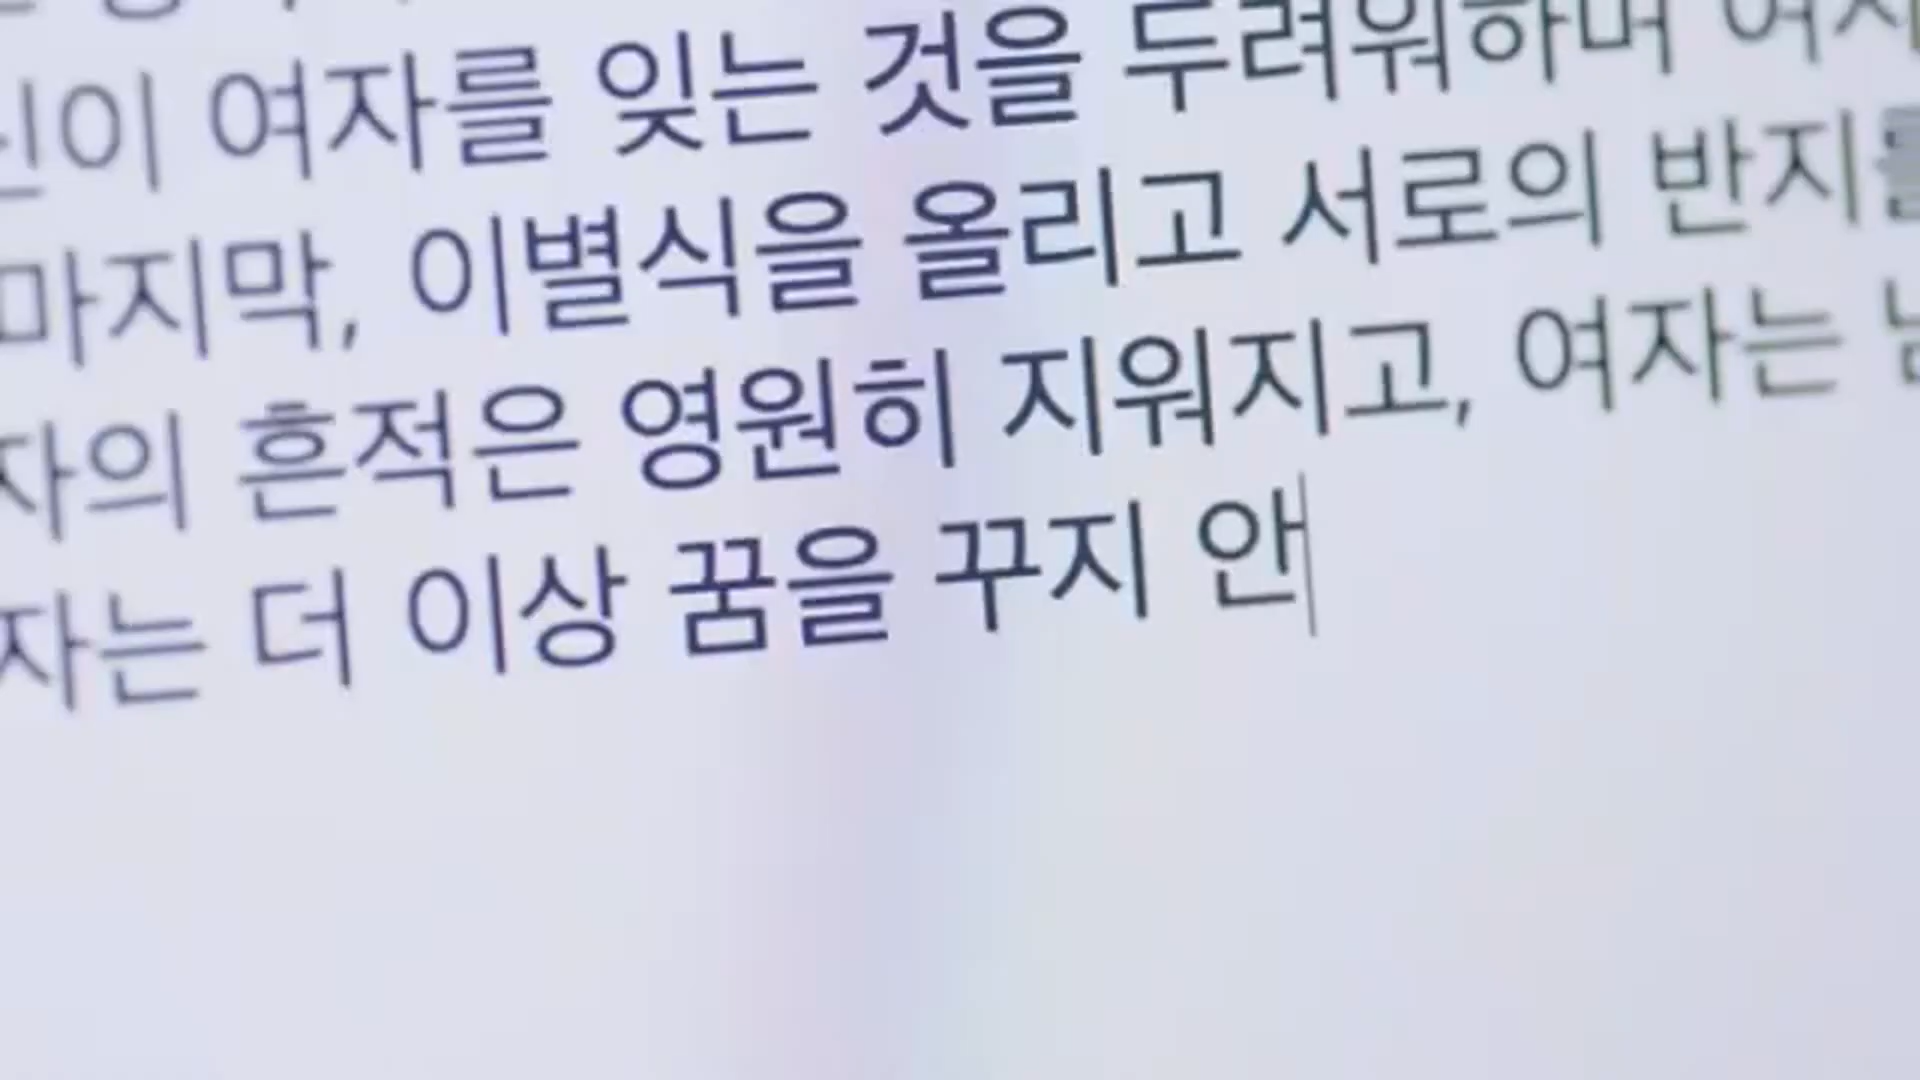 이 여자를 잊는 것을 두려워하며
마지막, 이별식을 올리고 서로의 반지를
자의 흔적은 영원히 지워지고, 여자는
자는 더 이상 꿈을 꾸지 안